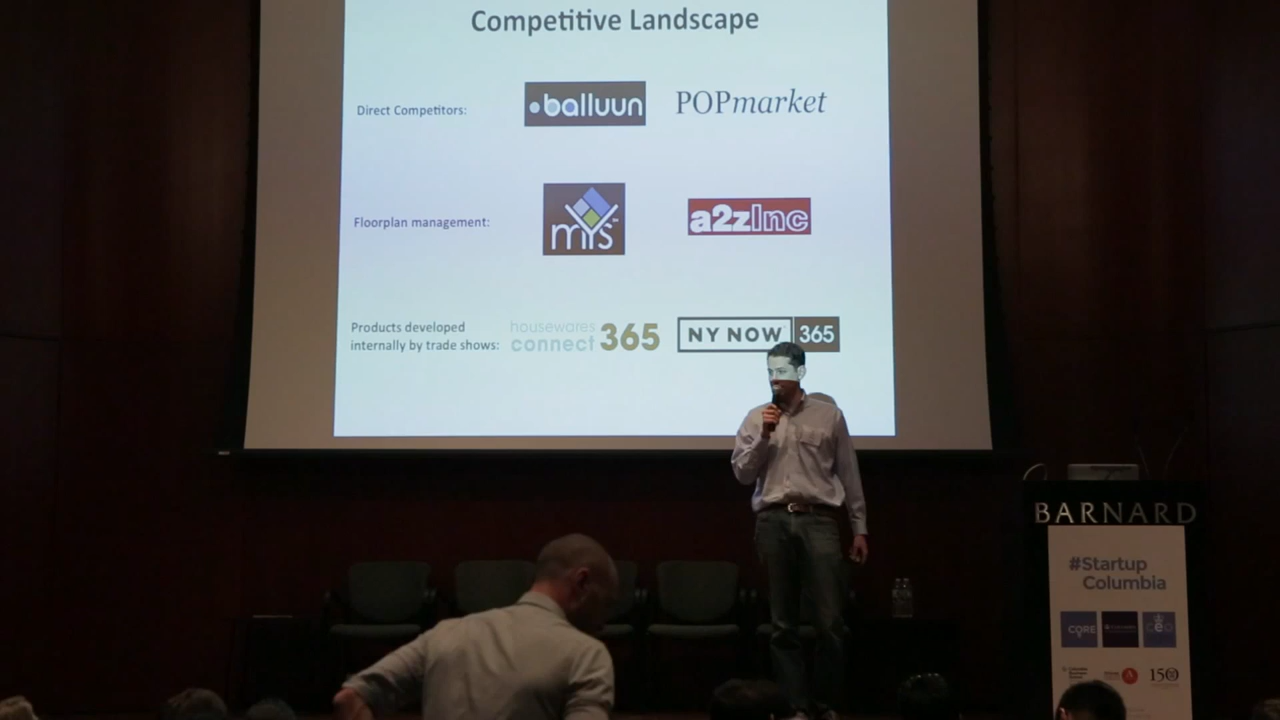 Competitive Landscape
Direct Competitors:
balluun
POPmarket
Floorplan management:
mys
a2zInc
Products developed
internally by trade shows:
housewares
connect 365
NY NOW 365
BARNARD
#Startup
Columbia
CORE
ceo
150